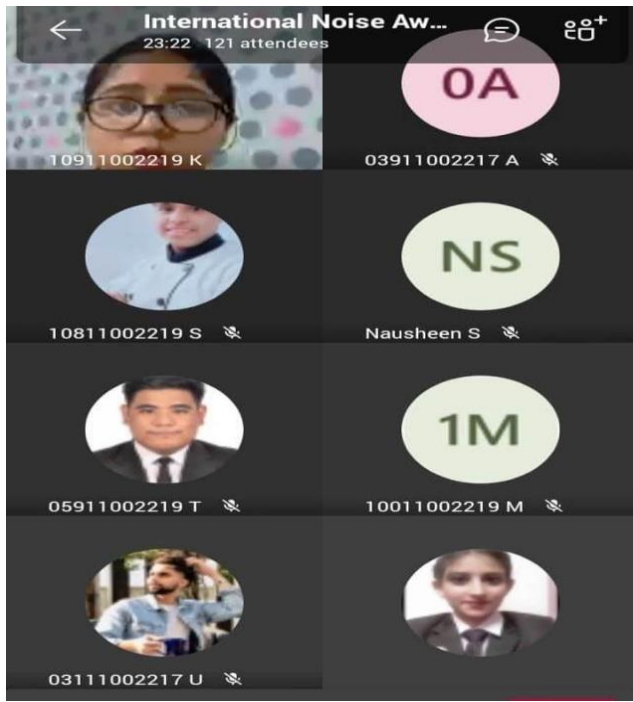 International Noise Aw...
23:22 121 attendees
0A
10911002219 K
03911002217 A
NS
10811002219 S
Nausheen S
1M
05911002219 T
10011002219 M
03111002217 U